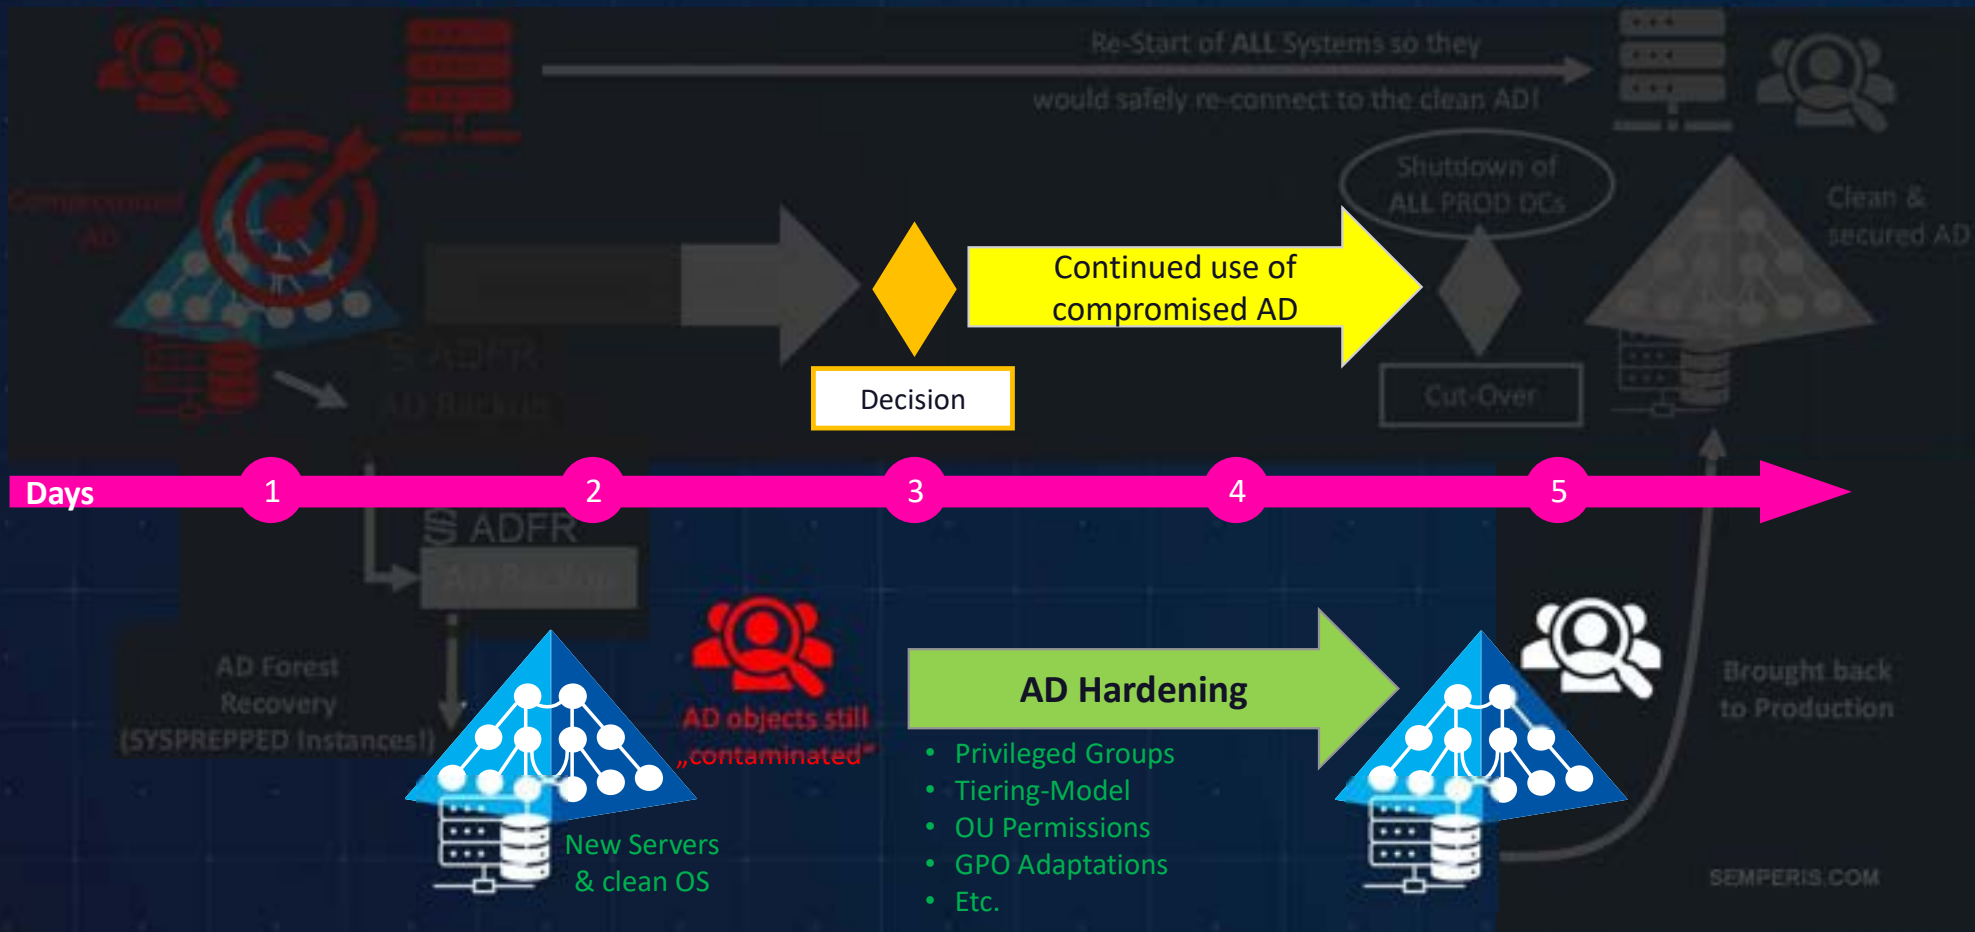 Re-Start of ALL Systems so they
would safely re-connect to the clean AD!
Shutdown of
ALL PROD DCs
Compromised
AD
Clean &
secured AD
Continued use of
compromised AD
Decision
Cut-Over
ADFR
AD Backup
Days
1
2
3
4
5
ADFR
AD Backup
AD Forest
Recovery
(SYSPREPPED Instances!)
AD objects still
„contaminated“
New Servers
& clean OS
AD Hardening
• Privileged Groups
• Tiering-Model
• OU Permissions
• GPO Adaptations
• Etc.
Brought back
to Production
SEMPERIS.COM